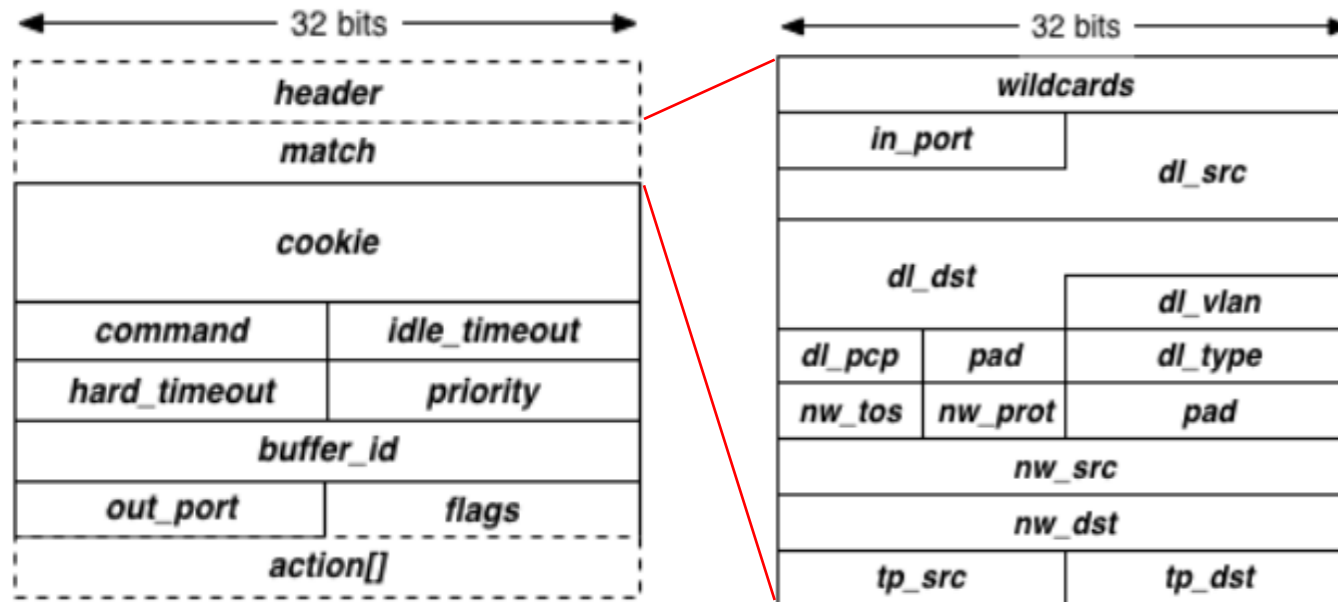 32 bits
header
match
cookie
command idle_timeout
hard_timeout priority
buffer_id
out_port flags
action[]
32 bits
wildcards
in_port
dl_src
dl_dst
dl_vlan
dl_pcp pad dl_type
nw_tos nw_prot pad
nw_src
nw_dst
tp_src tp_dst